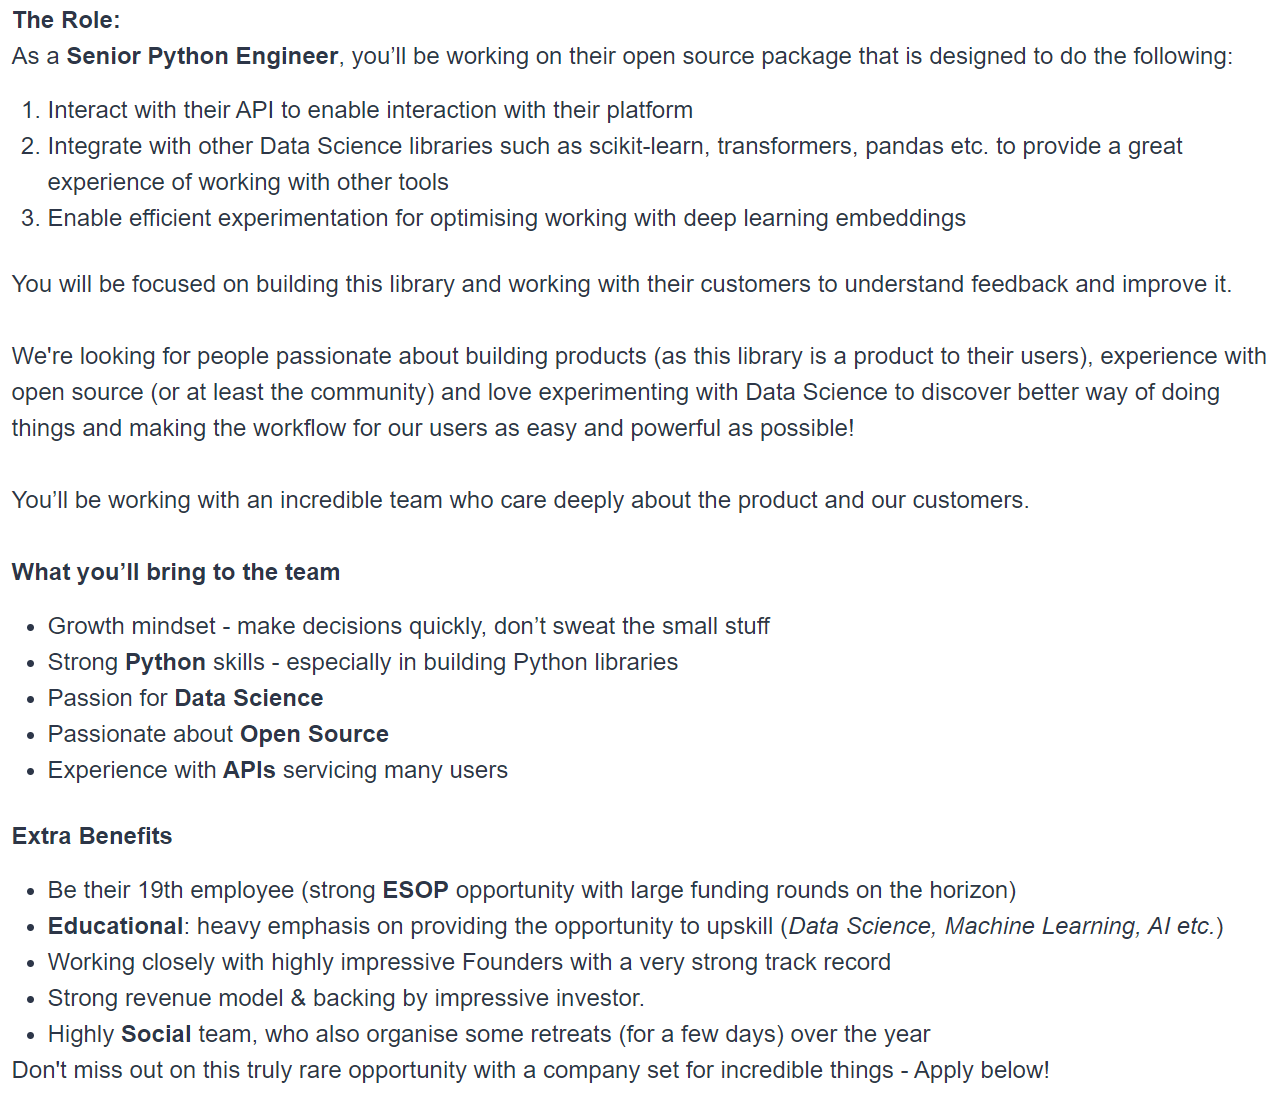 The Role:
As a Senior Python Engineer, you’ll be working on their open source package that is designed to do the following:
1. Interact with their API to enable interaction with their platform
2. Integrate with other Data Science libraries such as scikit-learn, transformers, pandas etc. to provide a great
experience of working with other tools
3. Enable efficient experimentation for optimising working with deep learning embeddings
You will be focused on building this library and working with their customers to understand feedback and improve it.
We're looking for people passionate about building products (as this library is a product to their users), experience with
open source (or at least the community) and love experimenting with Data Science to discover better way of doing
things and making the workflow for our users as easy and powerful as possible!
You’ll be working with an incredible team who care deeply about the product and our customers.
What you’ll bring to the team
• Growth mindset - make decisions quickly, don’t sweat the small stuff
• Strong Python skills - especially in building Python libraries
• Passion for Data Science
• Passionate about Open Source
• Experience with APIs servicing many users
Extra Benefits
• Be their 19th employee (strong ESOP opportunity with large funding rounds on the horizon)
• Educational: heavy emphasis on providing the opportunity to upskill (Data Science, Machine Learning, AI etc.)
• Working closely with highly impressive Founders with a very strong track record
• Strong revenue model & backing by impressive investor.
• Highly Social team, who also organise some retreats (for a few days) over the year
Don't miss out on this truly rare opportunity with a company set for incredible things - Apply below!